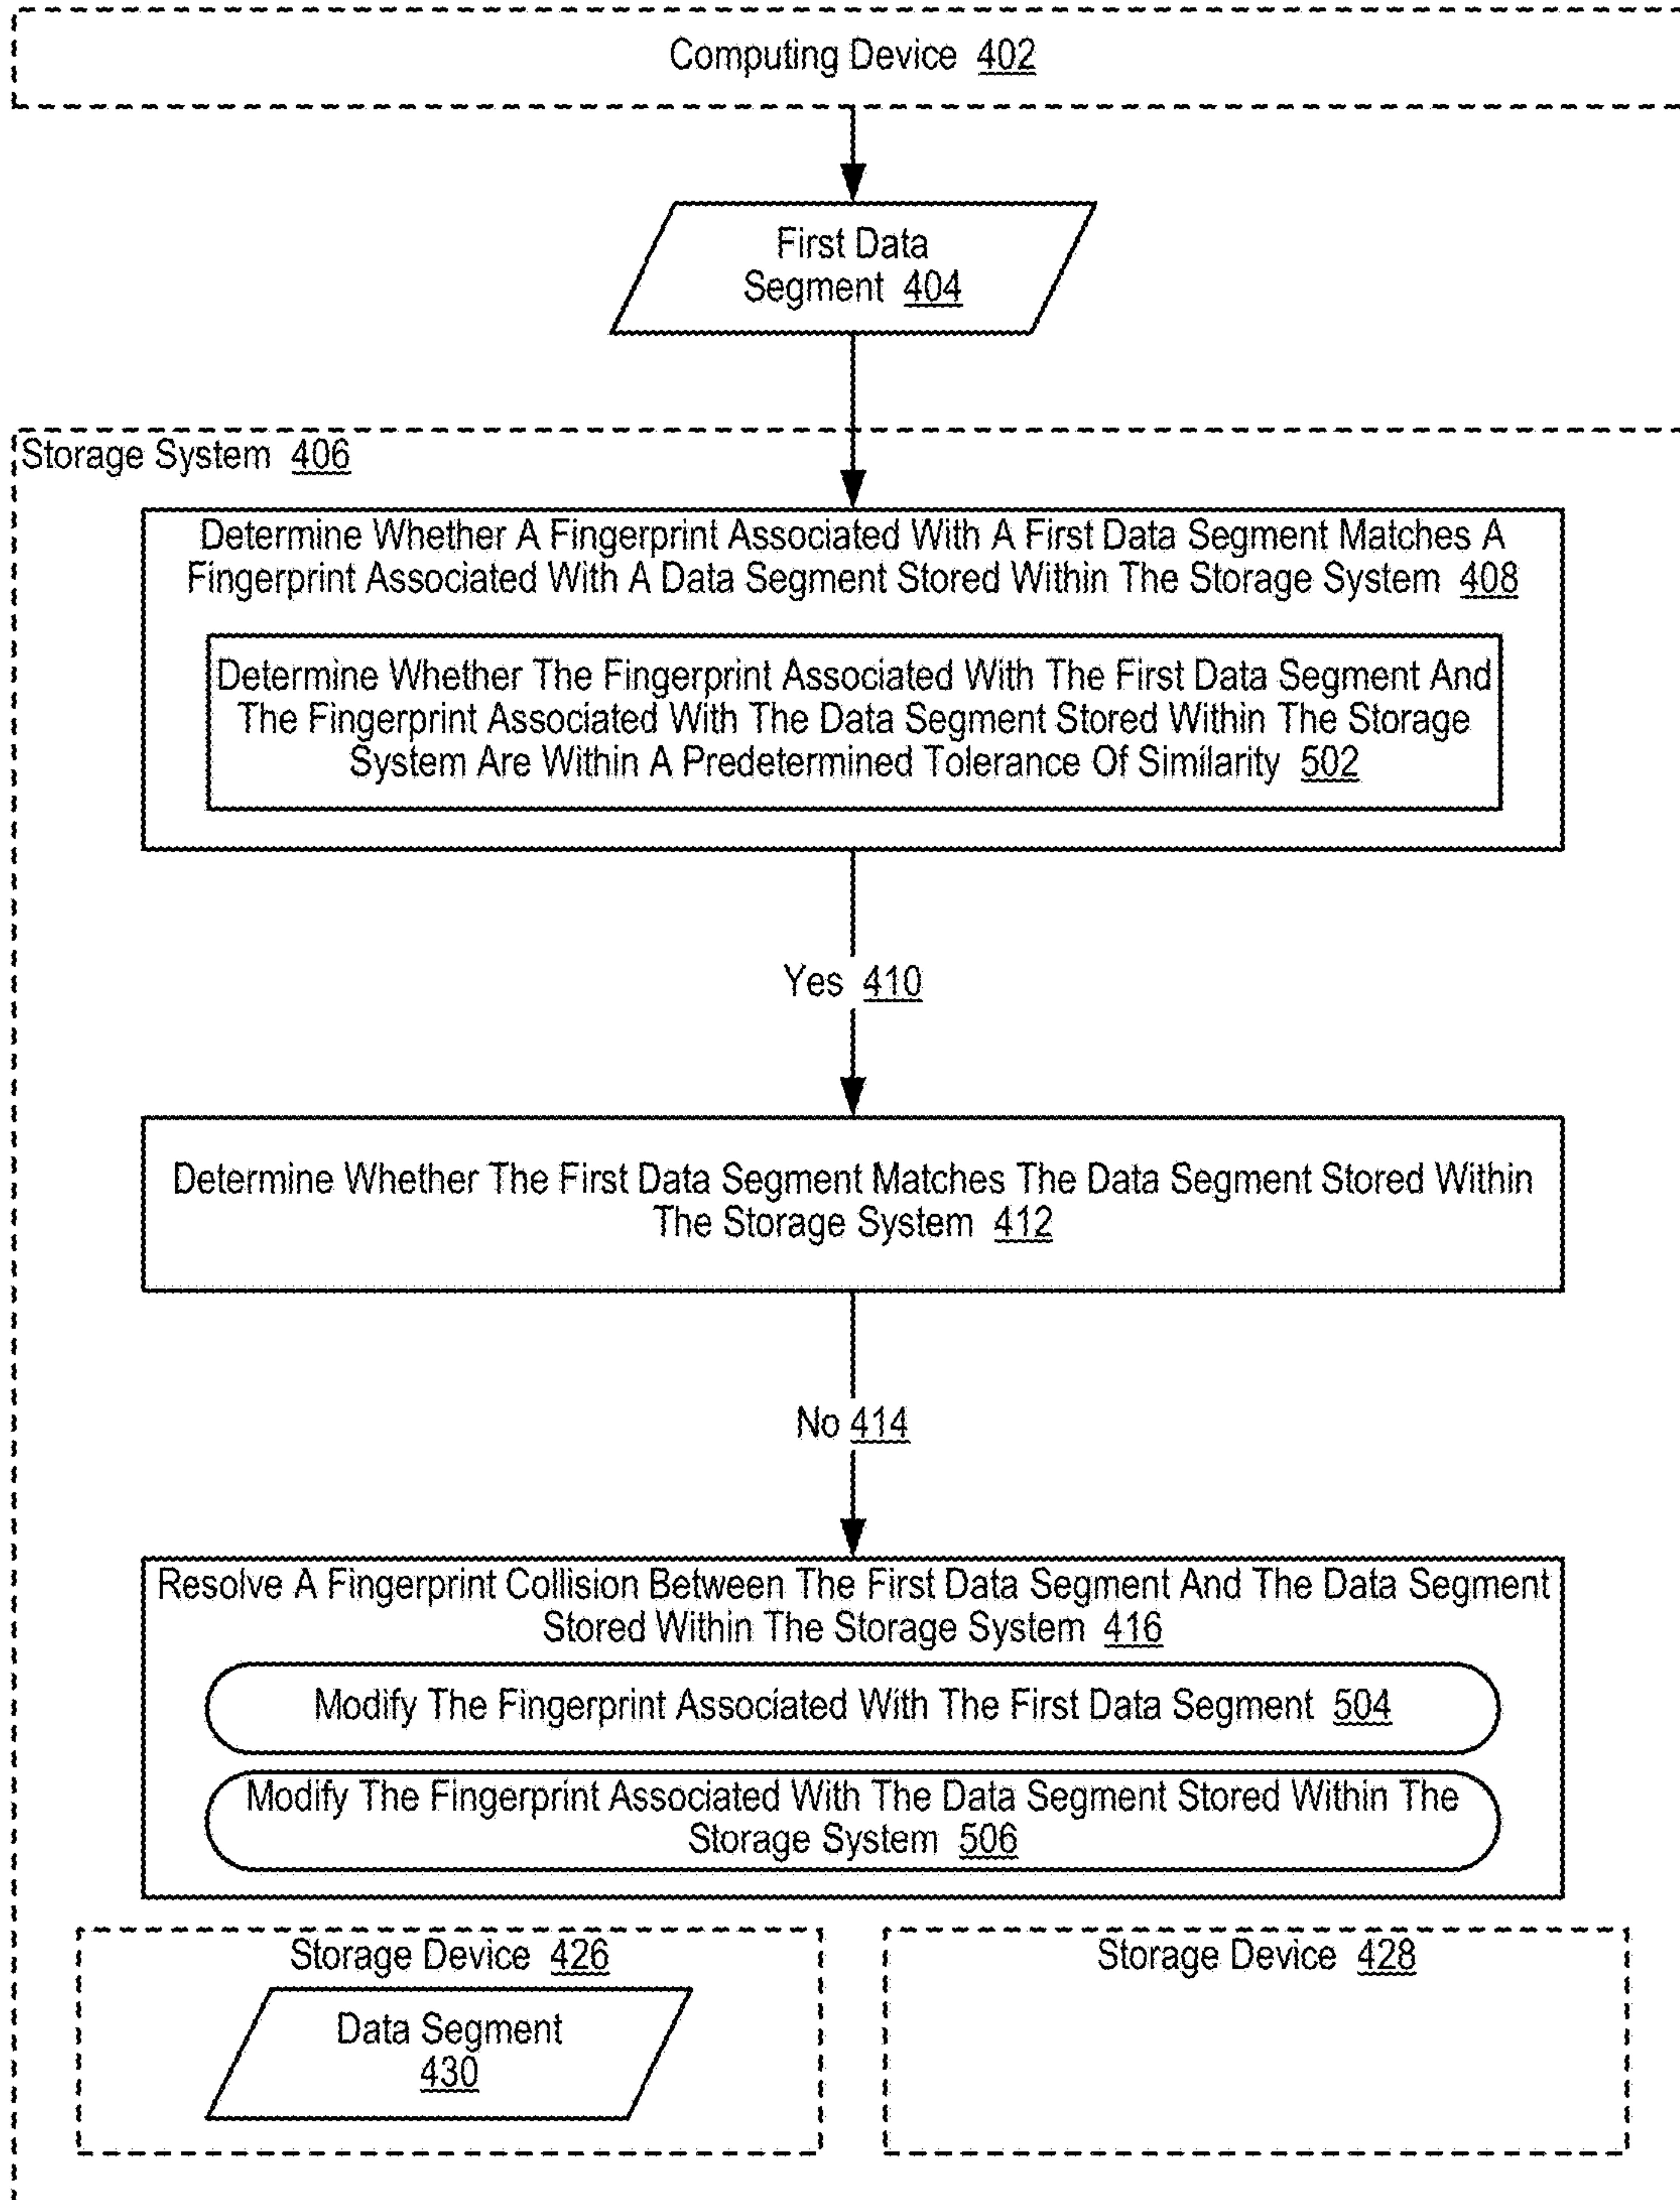 Computing Device 402
First Data
Segment 404
Storage System 406
Determine Whether A Fingerprint Associated With A First Data Segment Matches A
Fingerprint Associated With A Data Segment Stored Within The Storage System 408
Determine Whether The Fingerprint Associated With The First Data Segment And
The Fingerprint Associated With The Data Segment Stored Within The Storage
System Are Within A Predetermined Tolerance Of Similarity 502
Yes 410
Determine Whether The First Data Segment Matches The Data Segment Stored Within
The Storage System 412
No 414
Resolve A Fingerprint Collision Between The First Data Segment And The Data Segment
Stored Within The Storage System 416
Modify The Fingerprint Associated With The First Data Segment 504
Modify The Fingerprint Associated With The Data Segment Stored Within The
Storage System 506
Storage Device 426
Data Segment
430
Storage Device 428